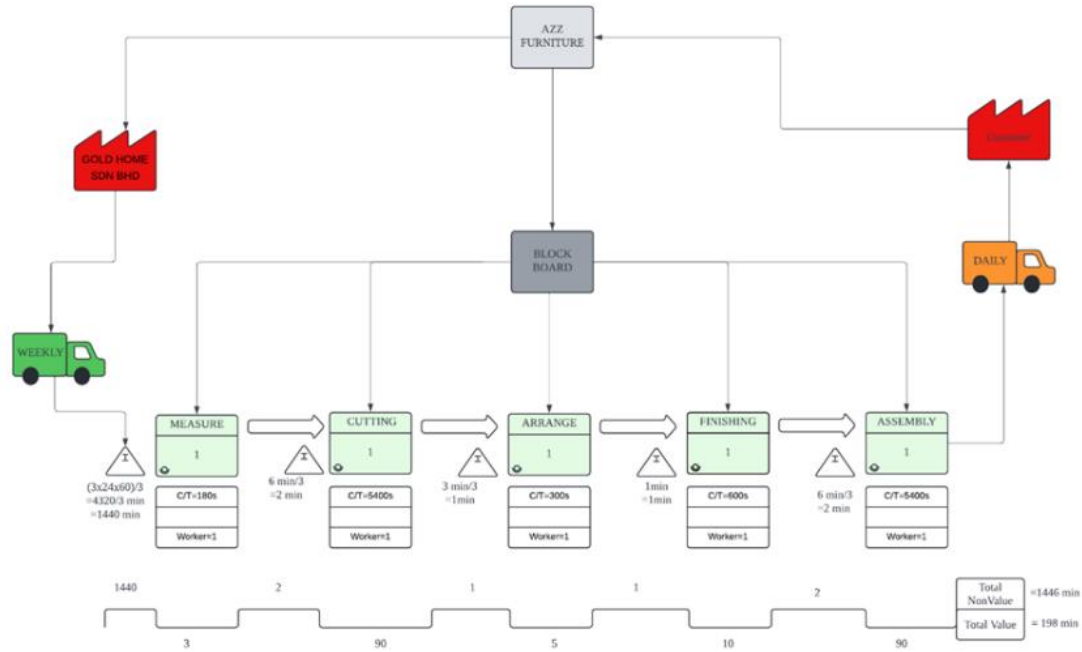 AZZ
FURNITURE
GOLD HOME
SDN BHD
Customer
BLOCK
BOARD
DAILY
WEEKLY
MEASURE
1
CUTTING
1
ARRANGE
1
FINISHING
1
ASSEMBLY
1
I
I
I
I
I
(3x24x60)/3
=4320/3 min
=1440 min
6 min/3
=2 min
3 min/3
=1min
1min
=1min
6 min/3
=2 min
C/T=180s
Worker=1
C/T=5400s
Worker=1
C/T=300s
Worker=1
C/T=600s
Worker=1
C/T=5400s
Worker=1
1440
2
1
1
2
3
90
5
10
90
Total
NonValue
=1446 min
Total Value
= 198 min